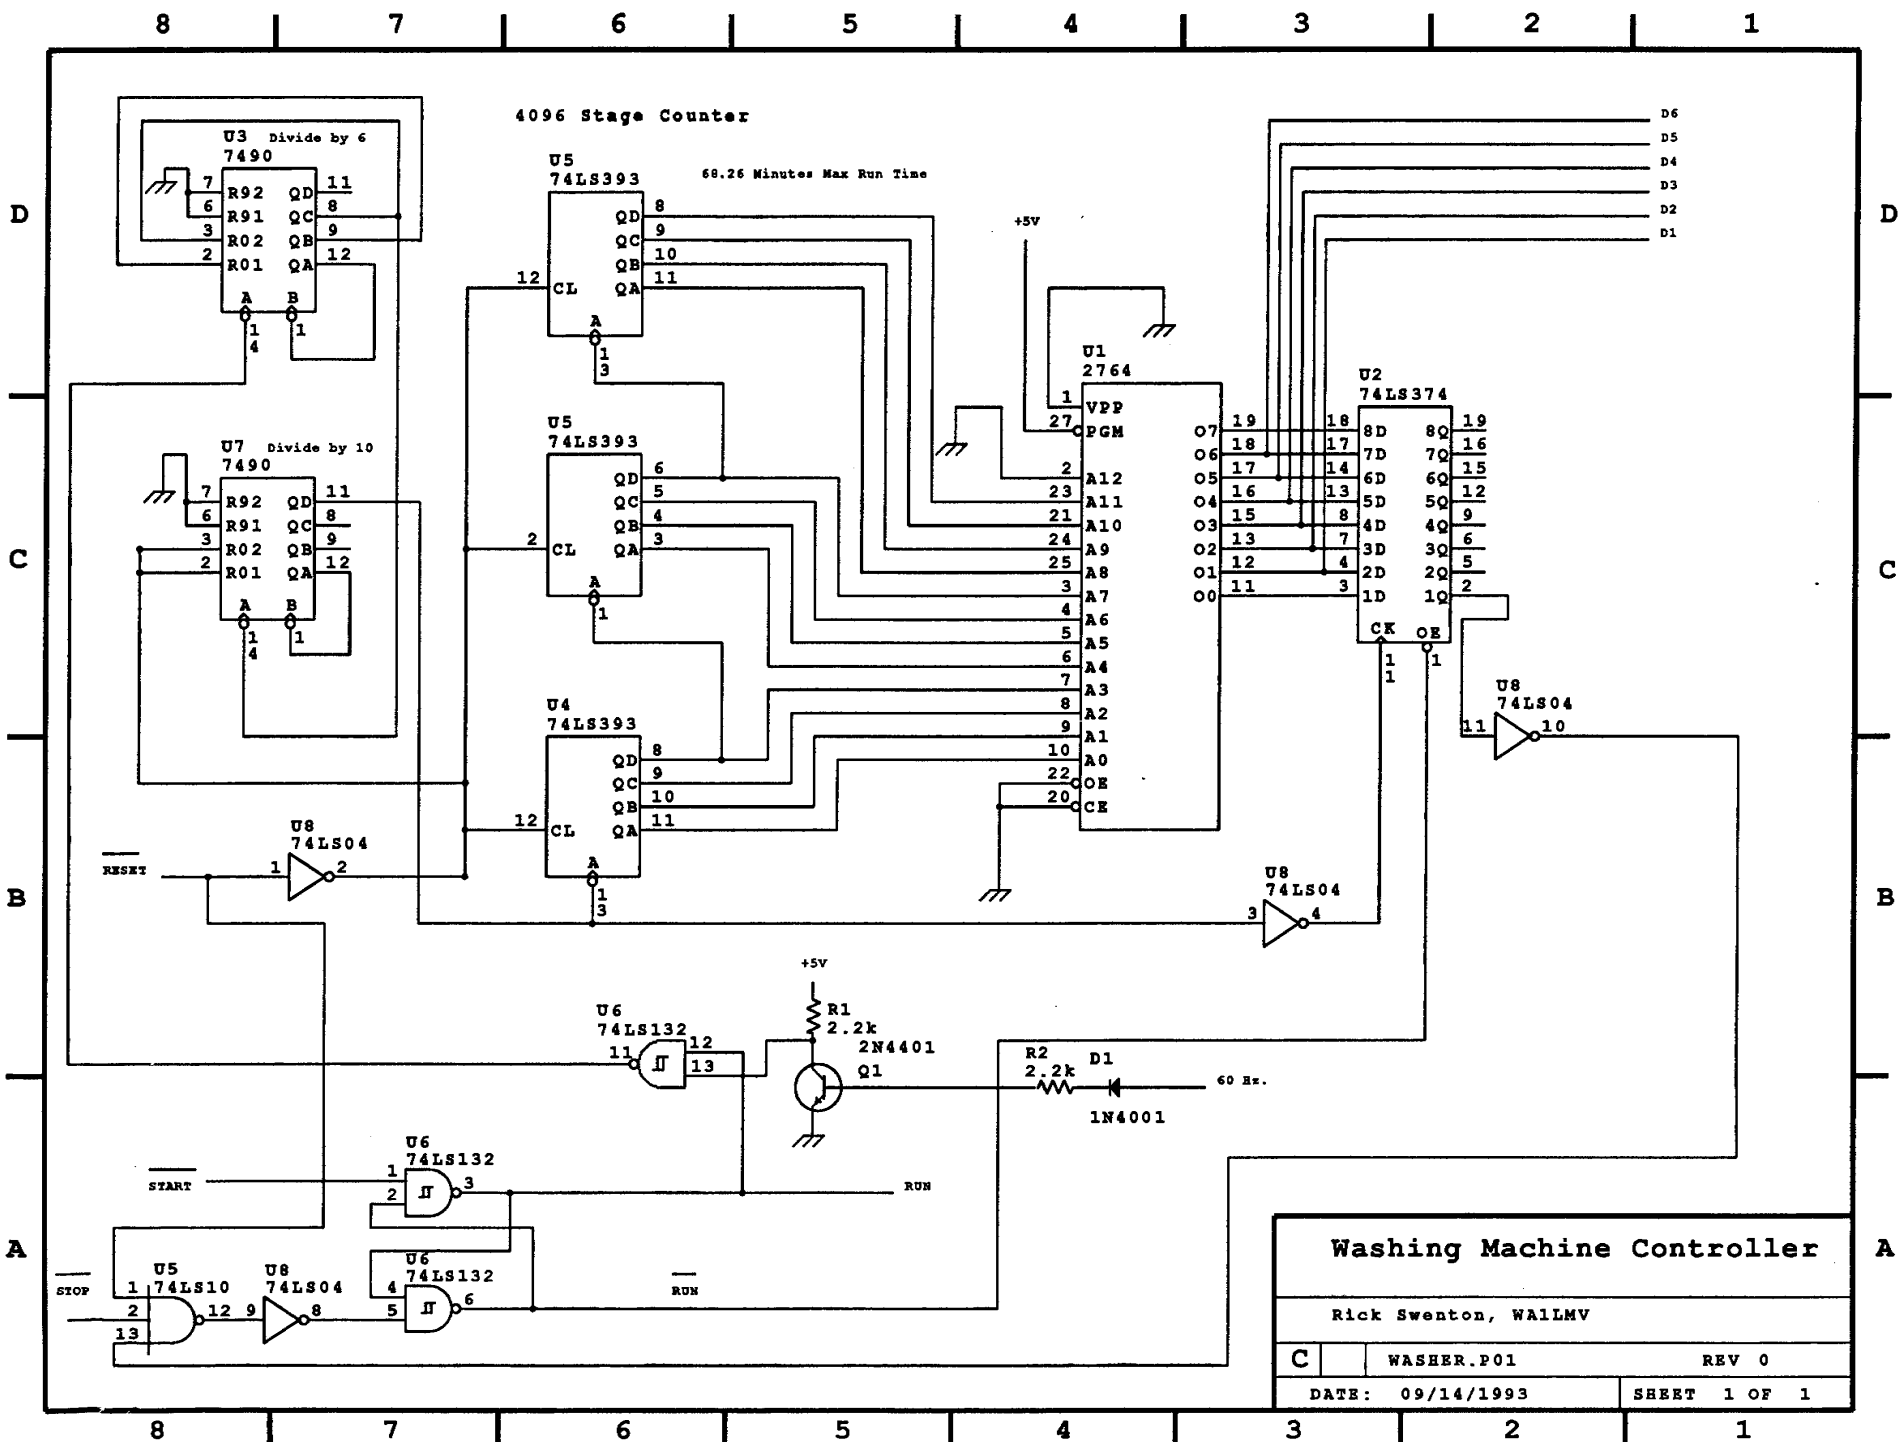 8 7 6 5 4 3 2 1
D
C
B
A
4096 Stage Counter
68.26 Minutes Max Run Time
U3 Divide by 6
7490
7 R92 QD 11
6 R91 QC 8
3 R02 QB 9
2 R01 QA 12
A B
1 1
4
U7 Divide by 10
7490
7 R92 QD 11
6 R91 QC 8
3 R02 QB 9
2 R01 QA 12
A B
1 1
4
U5
74LS393
QD 8
QC 9
QB 10
12 CL QA 11
A
1
3
U5
74LS393
QD 6
QC 5
QB 4
2 CL QA 3
A
1
U4
74LS393
QD 8
QC 9
QB 10
12 CL QA 11
A
1
3
+5V
U1
2764
1 VPP
27 PGM O7 19
2 A12 O6 18
23 A11 O5 17
21 A10 O4 16
24 A9 O3 15
25 A8 O2 13
3 A7 O1 12
4 A6 O0 11
5 A5
6 A4
7 A3
8 A2
9 A1
10 A0
22 OE
20 CE
D6
D5
D4
D3
D2
D1
U2
74LS374
18 8D 8Q 19
17 7D 7Q 16
14 6D 6Q 15
13 5D 5Q 12
8 4D 4Q 9
7 3D 3Q 6
4 2D 2Q 5
3 1D 1Q 2
CK OE
1 1
1
U8
74LS04
11 10
U8
74LS04
RESET 1 2
U8
74LS04
3 4
+5V
R1
2.2k
2N4401
Q1
R2 D1
2.2k
1N4001
60 Hz.
U6
74LS132
11 12
13
U6
74LS132
START 1 3 RUN
2
U6
74LS132
4 6 RUN
5
U5
74LS10
STOP 1
2 12
13
U8
74LS04
9 8
Washing Machine Controller
Rick Swenton, WA1LMV
C WASHER.P01 REV 0
DATE: 09/14/1993 SHEET 1 OF 1
D
C
B
A
8 7 6 5 4 3 2 1